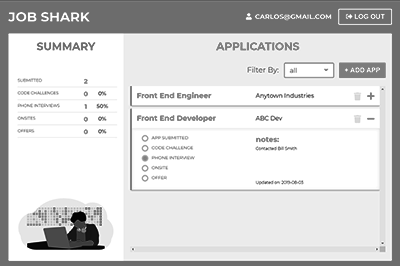 JOB SHARK
CARLOS@GMAIL.COM
LOG OUT
SUMMARY
SUBMITTED 2
CODE CHALLENGES 0 0%
PHONE INTERVIEWS 1 50%
ONSITES 0 0%
OFFERS 0 0%
APPLICATIONS
Filter By: all
+ ADD APP
Front End Engineer Anytown Industries
Front End Developer ABC Dev
APP SUBMITTED
CODE CHALLENGE
PHONE INTERVIEW
ONSITE
OFFER
notes:
Contacted Bill Smith
Updated on: 2019-08-03